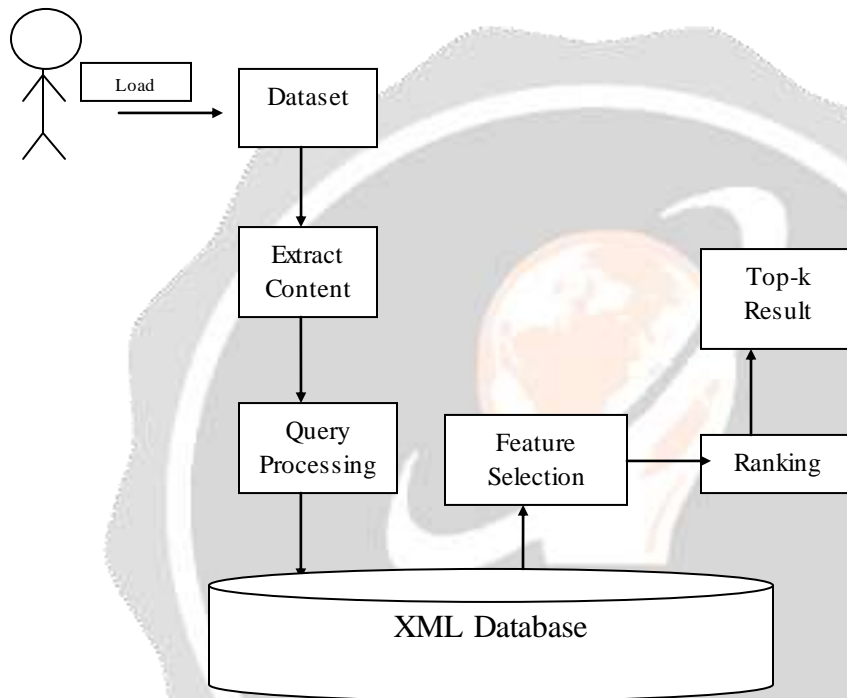 Load
Dataset
Extract
Content
Query
Processing
Feature
Selection
Ranking
Top-k
Result
XML Database